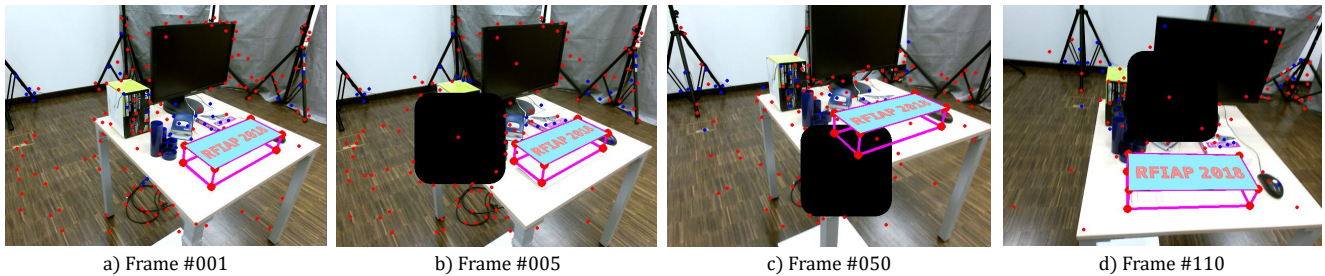 RFIAP 2018
RFIAP 2018
RFIAP 2018
RFIAP 2018
a) Frame #001
b) Frame #005
c) Frame #050
d) Frame #110